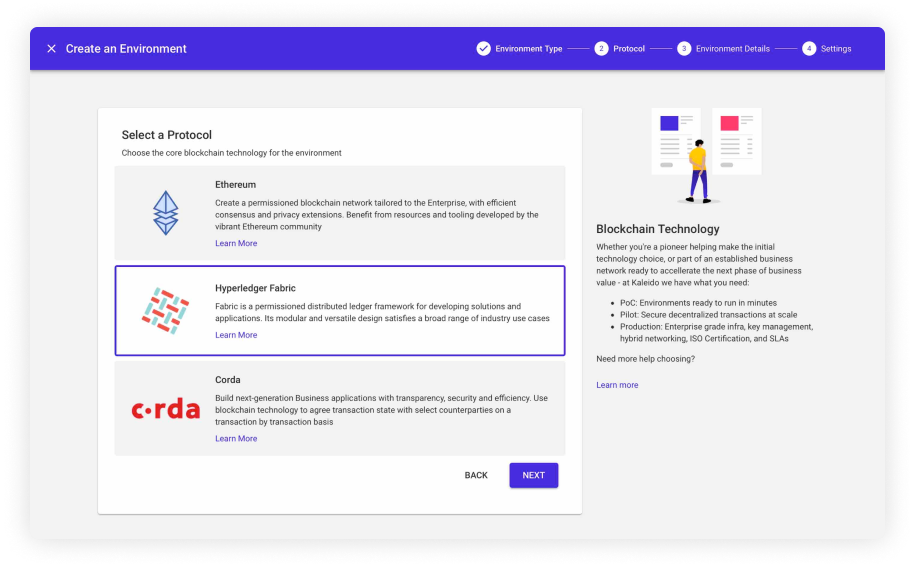 Create an Environment
Environment Type
2 Protocol
3 Environment Details
4 Settings
Select a Protocol
Choose the core blockchain technology for the environment
Ethereum
Create a permissioned blockchain network tailored to the Enterprise, with efficient
consensus and privacy extensions. Benefit from resources and tooling developed by the
vibrant Ethereum community
Learn More
Hyperledger Fabric
Fabric is a permissioned distributed ledger framework for developing solutions and
applications. Its modular and versatile design satisfies a broad range of industry use cases
Learn More
c·rda
Corda
Build next-generation Business applications with transparency, security and efficiency. Use
blockchain technology to agree transaction state with select counterparties on a
transaction by transaction basis
Learn More
BACK
NEXT
Blockchain Technology
Whether you're a pioneer helping make the initial
technology choice, or part of an established business
network ready to accellerate the next phase of business
value - at Kaleido we have what you need:
• PoC: Environments ready to run in minutes
• Pilot: Secure decentralized transactions at scale
• Production: Enterprise grade infra, key management,
hybrid networking, ISO Certification, and SLAs
Need more help choosing?
Learn more